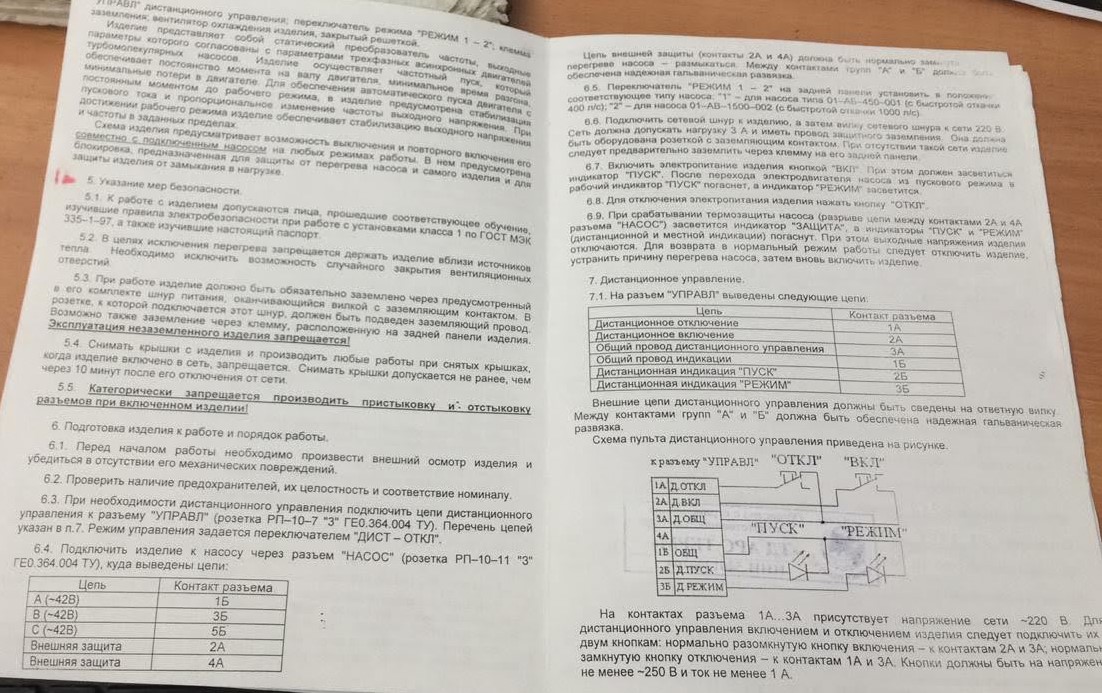 УПРАВЛ" дистанционного управления; переключатель режима "РЕЖИМ 1 – 2"; клемма
заземления; вентилятор охлаждения изделия, закрытый решеткой.
Изделие представляет собой статический преобразователь частоты, выходные
параметры которого согласованы с параметрами трехфазных асинхронных двигателей
турбомолекулярных насосов. Изделие осуществляет частотный пуск, который
обеспечивает постоянство момента на валу двигателя, минимальное время разгона,
минимальные потери в двигателе. Для обеспечения автоматического пуска двигателя с
постоянным моментом до рабочего режима, в изделие предусмотрена стабилизация
пускового тока и пропорциональное изменение частоты выходного напряжения. При
достижении рабочего режима изделие обеспечивает стабилизацию выходного напряжения
и частоты в заданных пределах.
Схема изделия предусматривает возможность выключения и повторного включения его
совместно с подключенным насосом на любых режимах работы. В нем предусмотрена
блокировка, предназначенная для защиты от перегрева насоса и самого изделия и для
защиты изделия от замыкания в нагрузке.
5. Указание мер безопасности.
5.1. К работе с изделием допускаются лица, прошедшие соответствующее обучение,
изучившие правила электробезопасности при работе с установками класса 1 по ГОСТ МЭК
335–1–97, а также изучившие настоящий паспорт.
5.2. В целях исключения перегрева запрещается держать изделие вблизи источников
тепла. Необходимо исключить возможность случайного закрытия вентиляционных
отверстий.
5.3. При работе изделие должно быть обязательно заземлено через предусмотренный
в его комплекте шнур питания, оканчивающийся вилкой с заземляющим контактом. В
розетке, к которой подключается этот шнур, должен быть подведен заземляющий провод.
Возможно также заземление через клемму, расположенную на задней панели изделия.
Эксплуатация незаземленного изделия запрещается!
5.4. Снимать крышки с изделия и производить любые работы при снятых крышках,
когда изделие включено в сеть, запрещается. Снимать крышки допускается не ранее, чем
через 10 минут после его отключения от сети.
5.5. Категорически запрещается производить пристыковку и отстыковку
разъемов при включенном изделии!
6. Подготовка изделия к работе и порядок работы.
6.1. Перед началом работы необходимо произвести внешний осмотр изделия и
убедиться в отсутствии его механических повреждений.
6.2. Проверить наличие предохранителей, их целостность и соответствие номиналу.
6.3. При необходимости дистанционного управления подключить цепи дистанционного
управления к разъему "УПРАВЛ" (розетка РП–10–7 "З" ГЕ0.364.004 ТУ). Перечень цепей
указан в п.7. Режим управления задается переключателем "ДИСТ – ОТКЛ".
6.4. Подключить изделие к насосу через разъем "НАСОС" (розетка РП–10–11 "З"
ГЕ0.364.004 ТУ), куда выведены цепи:
Цепь Контакт разъема
А (~42В) 1Б
В (~42В) 3Б
С (~42В) 5Б
Внешняя защита 2А
Внешняя защита 4А
Цепь внешней защиты (контакты 2А и 4А) должна быть нормально
перегреве насоса – размыкаться. Между контактами групп "А" и "Б" должна быть
обеспечена надежная гальваническая развязка.
6.5. Переключатель "РЕЖИМ 1 – 2" на задней панели установить в положение
соответствующее типу насоса: "1" – для насоса типа 01–АБ–450–001 (с быстротой откачки
400 л/с); "2" – для насоса 01–АВ–1500–002 (с быстротой откачки 1000 л/с).
6.6. Подключить сетевой шнур к изделию, а затем вилку сетевого шнура к сети 220 В.
Сеть должна допускать нагрузку 3 А и иметь провод защитного заземления. Она должна
быть оборудована розеткой с заземляющим контактом. При отсутствии такой сети изделие
следует предварительно заземлить через клемму на его задней панели.
6.7. Включить электропитание изделия кнопкой "ВКЛ". При этом должен засветиться
индикатор "ПУСК". После перехода электродвигателя насоса из пускового режима в
рабочий индикатор "ПУСК" погаснет, а индикатор "РЕЖИМ" засветится.
6.8. Для отключения электропитания изделия нажать кнопку "ОТКЛ".
6.9. При срабатывании термозащиты насоса (разрыве цепи между контактами 2А и 4А
разъема "НАСОС") засветится индикатор "ЗАЩИТА", а индикаторы "ПУСК" и "РЕЖИМ"
(дистанционной и местной индикации) погаснут. При этом выходные напряжения изделия
отключаются. Для возврата в нормальный режим работы следует отключить изделие,
устранить причину перегрева насоса, затем вновь включить изделие.
7. Дистанционное управление.
7.1. На разъем "УПРАВЛ" выведены следующие цепи:
Цепь Контакт разъема
Дистанционное отключение 1А
Дистанционное включение 2А
Общий провод дистанционного управления 3А
Общий провод индикации 1Б
Дистанционная индикация "ПУСК" 2Б
Дистанционная индикация "РЕЖИМ" 3Б
Внешние цепи дистанционного управления должны быть сведены на ответную вилку.
Между контактами групп "А" и "Б" должна быть обеспечена надежная гальваническая
развязка.
Схема пульта дистанционного управления приведена на рисунке.
к разъему "УПРАВЛ" "ОТКЛ" "ВКЛ"
1А Д.ОТКЛ
2А Д.ВКЛ
3А Д.ОБЩ
4А "ПУСК" "РЕЖИМ"
1Б ОБЩ
2Б Д.ПУСК
3Б Д.РЕЖИМ
На контактах разъема 1А...3А присутствует напряжение сети ~220 В. Для
дистанционного управления включением и отключением изделия следует подключить их
двум кнопкам: нормально разомкнутую кнопку включения – к контактам 2А и 3А; нормаль
замкнутую кнопку отключения – к контактам 1А и 3А. Кнопки должны быть на напряжен
не менее ~250 В и ток не менее 1 А.